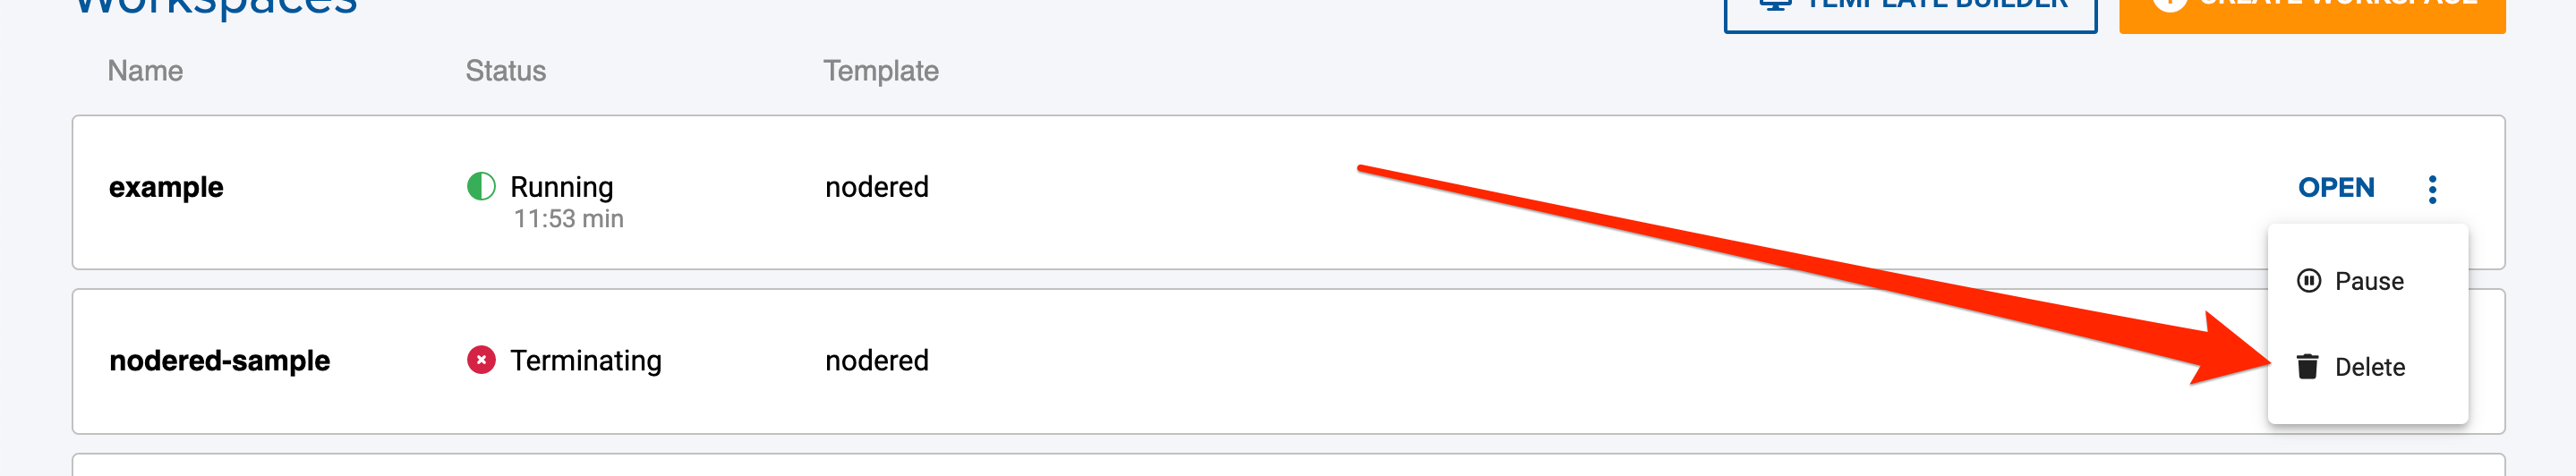 Workspaces
TEMPLATE BUILDER
CREATE WORKSPACE
Name Status Template
example Running nodered OPEN
11:53 min
Pause
nodered-sample Terminating nodered
Delete